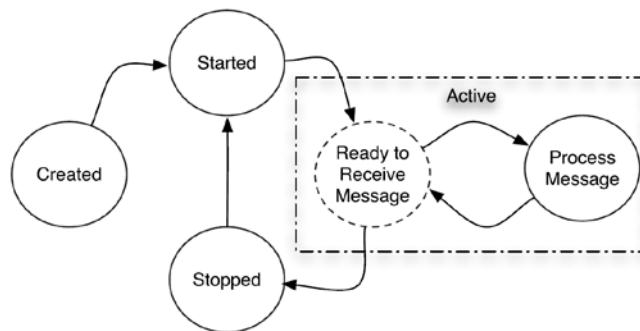 Started
Active
Created
Ready to
Receive
Message
Process
Message
Stopped